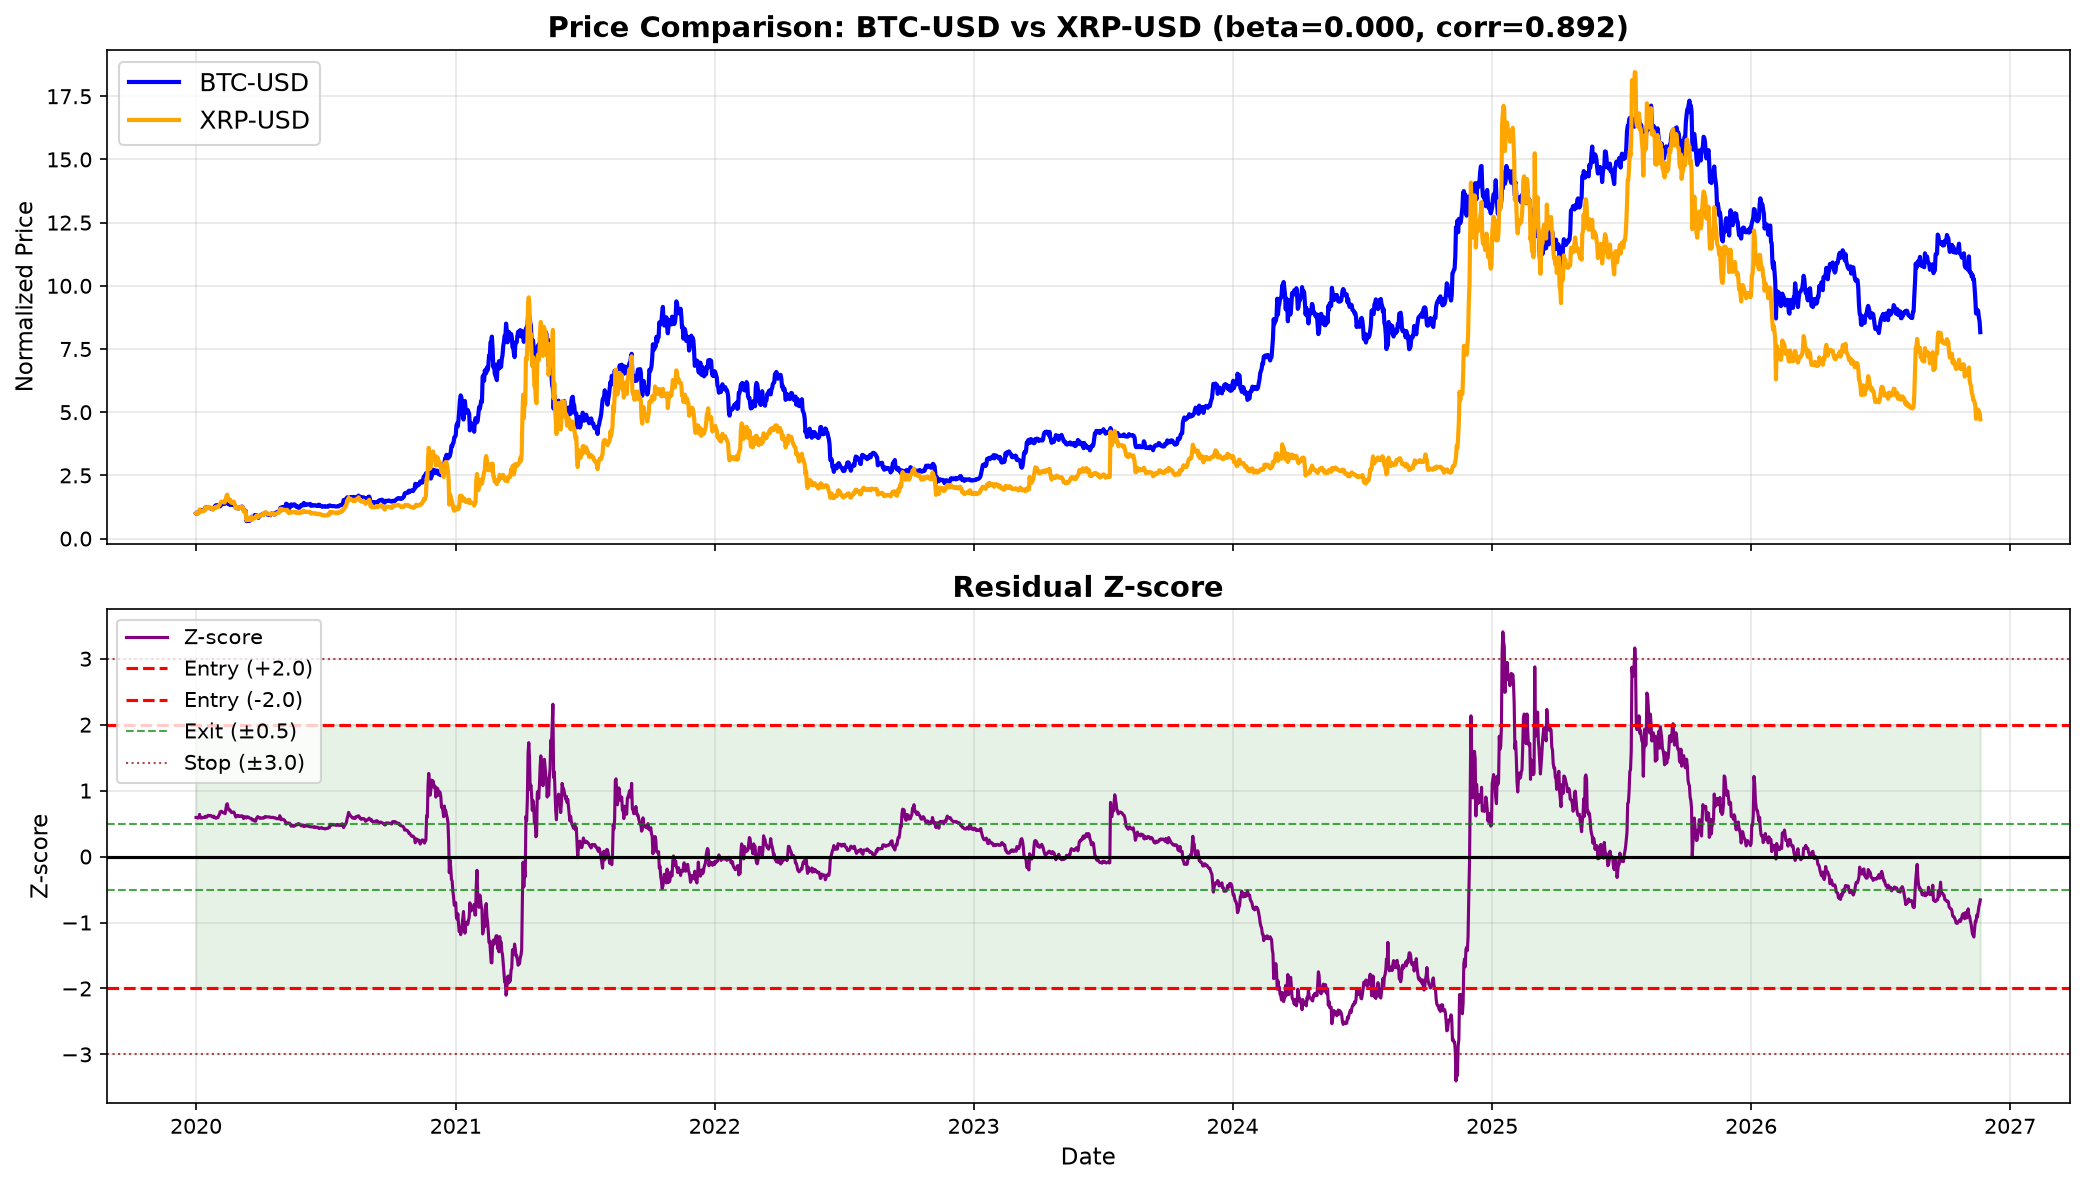 Price Comparison: BTC-USD vs XRP-USD (beta=0.000, corr=0.892)
BTC-USD
XRP-USD
Normalized Price
17.5
15.0
12.5
10.0
7.5
5.0
2.5
0.0
Residual Z-score
Z-score
Entry (+2.0)
Entry (-2.0)
Exit (±0.5)
Stop (±3.0)
Z-score
3
2
1
0
−1
−2
−3
2020 2021 2022 2023 2024 2025 2026 2027
Date